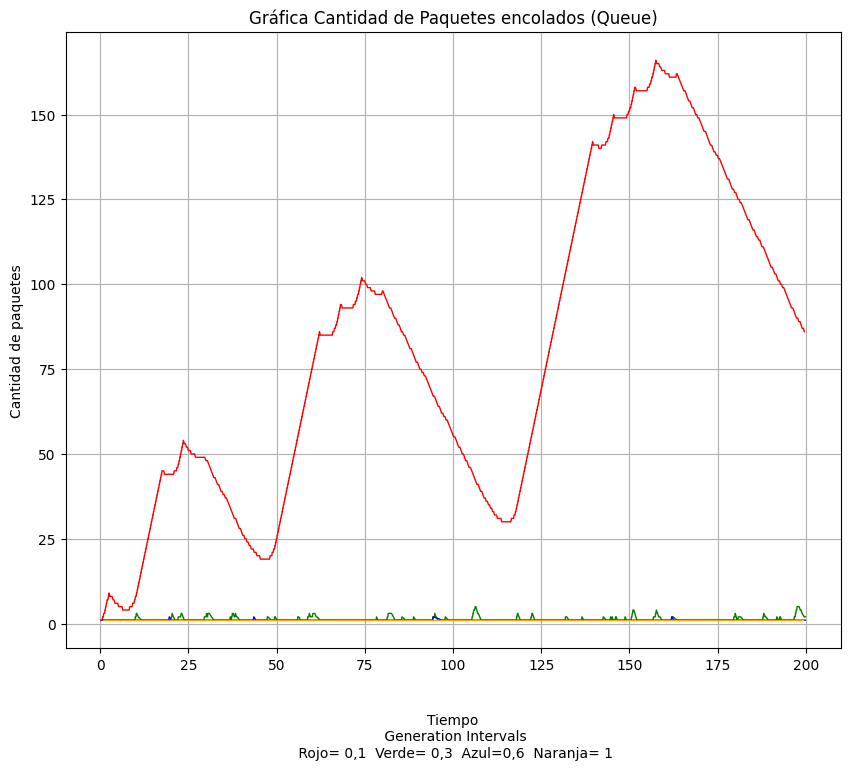 Gráfica Cantidad de Paquetes encolados (Queue)
Cantidad de paquetes
150
125
100
75
50
25
0
0 25 50 75 100 125 150 175 200
Tiempo
Generation Intervals
Rojo= 0,1  Verde= 0,3  Azul=0,6  Naranja= 1